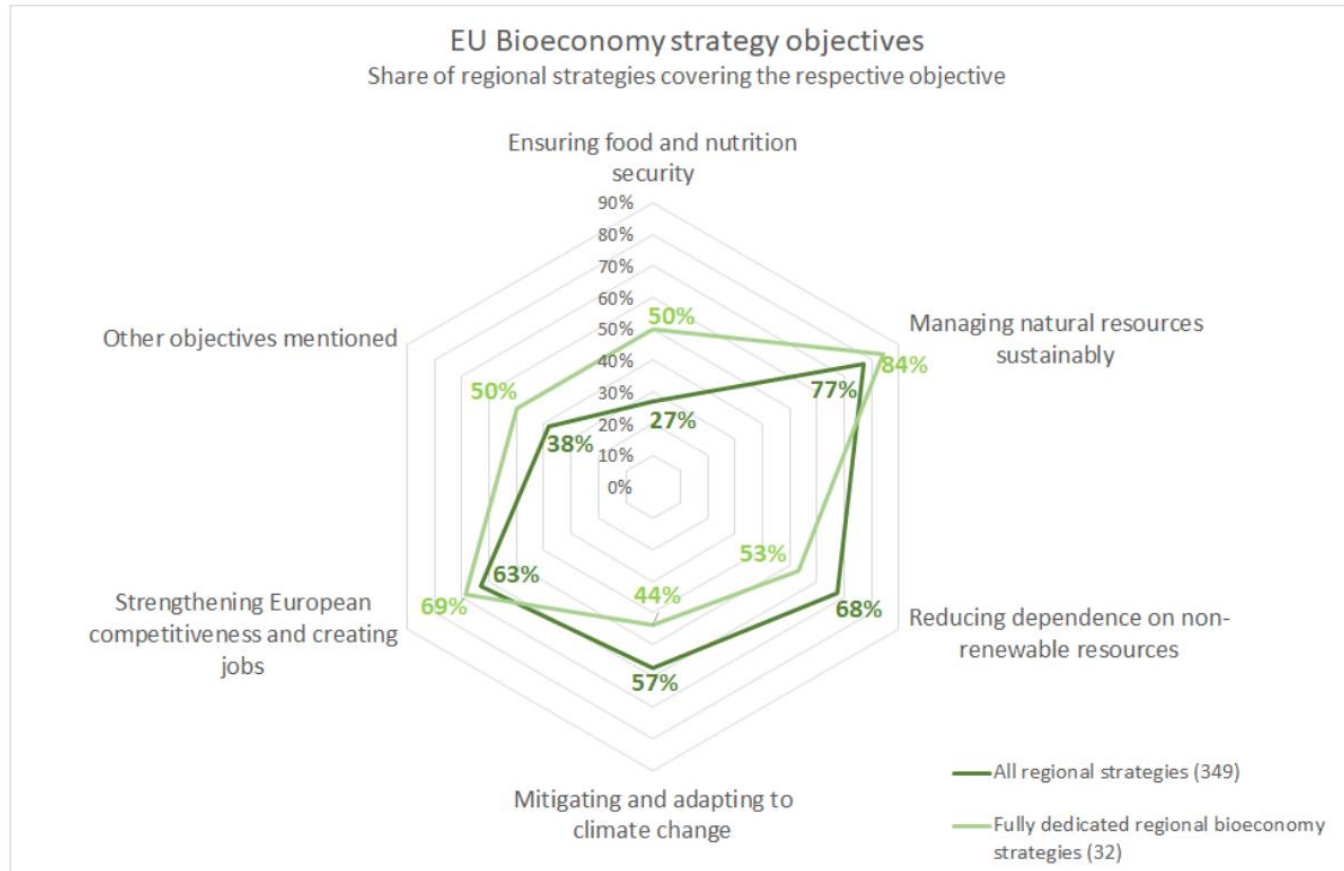 EU Bioeconomy strategy objectives
Share of regional strategies covering the respective objective
Ensuring food and nutrition
security
90%
80%
70%
60%
50%
40%
30%
20%
10%
0%
50%
27%
Managing natural resources
sustainably
84%
77%
Other objectives mentioned
50%
38%
53%
68%
Reducing dependence on non-
renewable resources
44%
57%
63%
69%
Strengthening European
competitiveness and creating
jobs
Mitigating and adapting to
climate change
All regional strategies (349)
Fully dedicated regional bioeconomy
strategies (32)